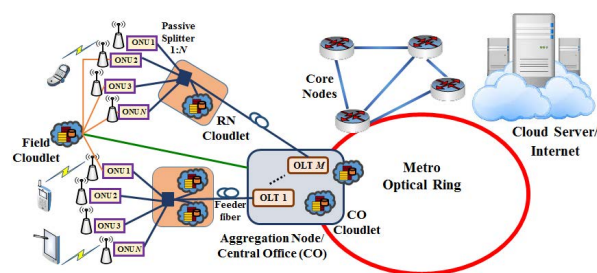 ONU 1
ONU 2
ONU 3
ONU N
Passive
Splitter
1:N
RN
Cloudlet
Field
Cloudlet
ONU 1
ONU 2
ONU 3
ONU N
Feeder
fiber
OLT M
OLT 1
CO
Cloudlet
Aggregation Node/
Central Office (CO)
Core
Nodes
Metro
Optical Ring
Cloud Server/
Internet